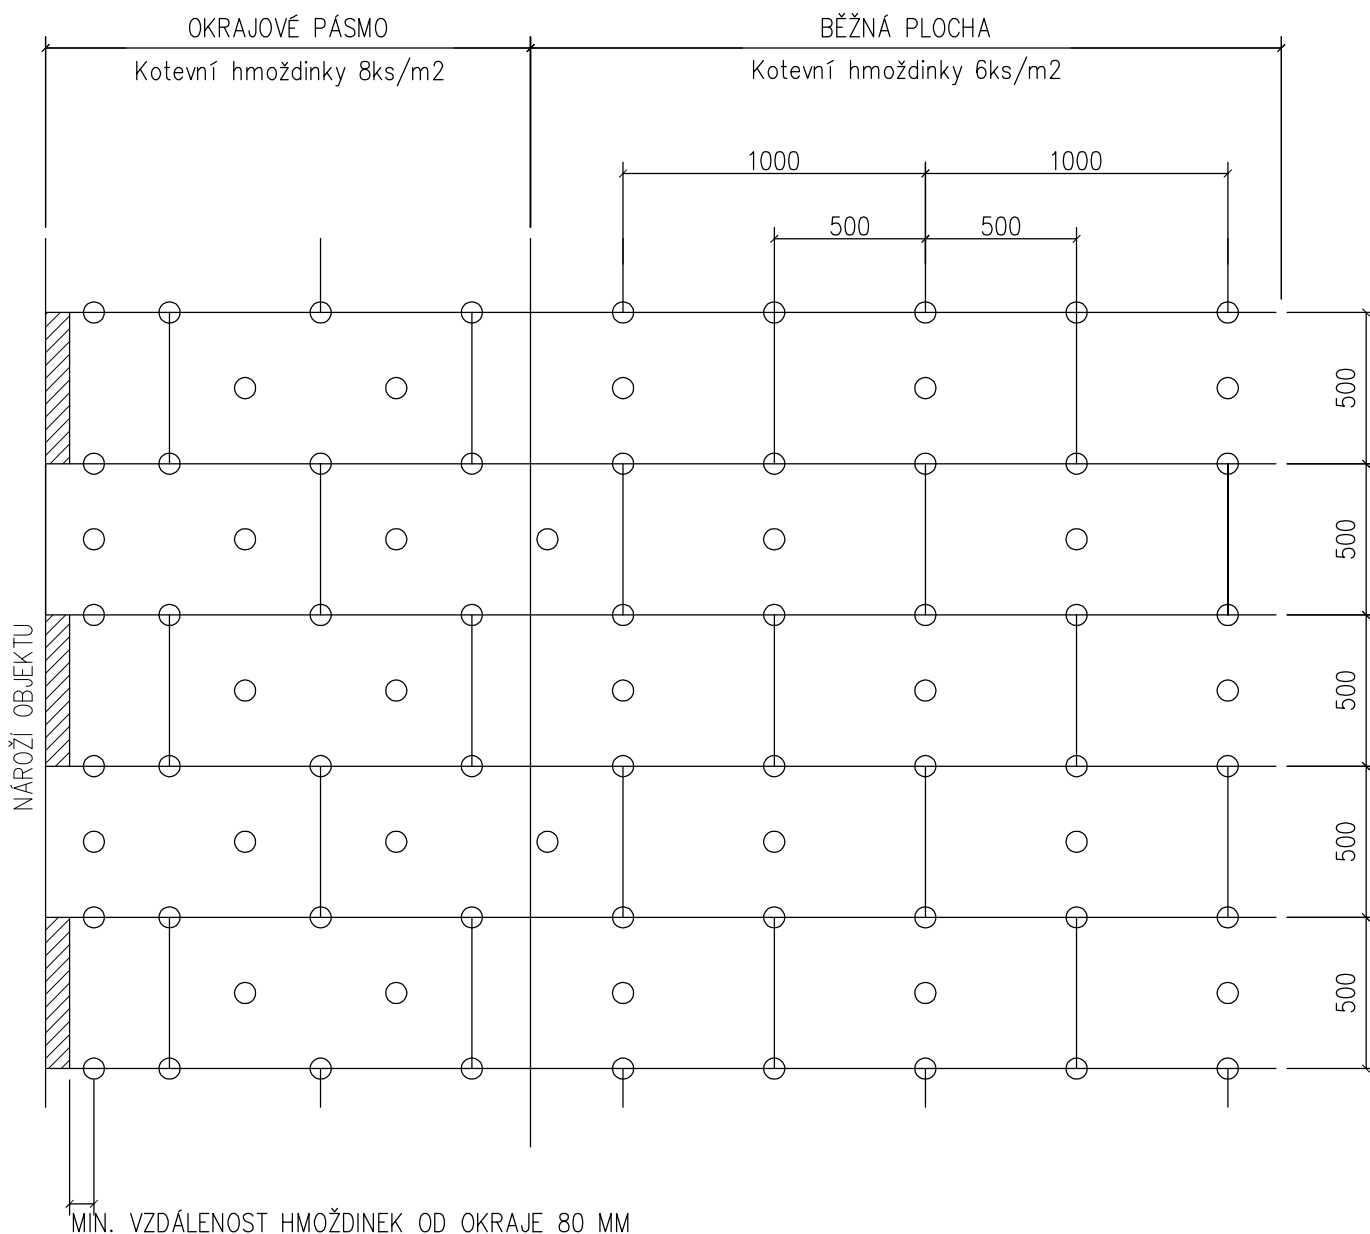 OKRAJOVÉ PÁSMO
BĚŽNÁ PLOCHA
Kotevní hmoždinky 8ks/m2
Kotevní hmoždinky 6ks/m2
1000
1000
500
500
500
500
500
500
500
NÁROŽÍ OBJEKTU
MIN. VZDÁLENOST HMOŽDINEK OD OKRAJE 80 MM